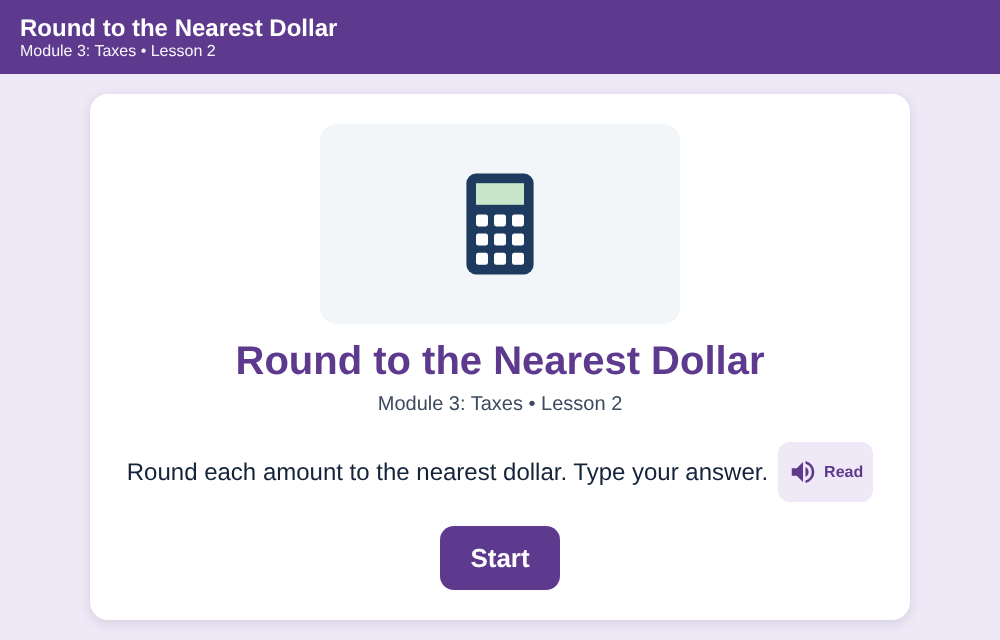 Round to the Nearest Dollar
Module 3: Taxes • Lesson 2
Round to the Nearest Dollar
Module 3: Taxes • Lesson 2
Round each amount to the nearest dollar. Type your answer.
Read
Start